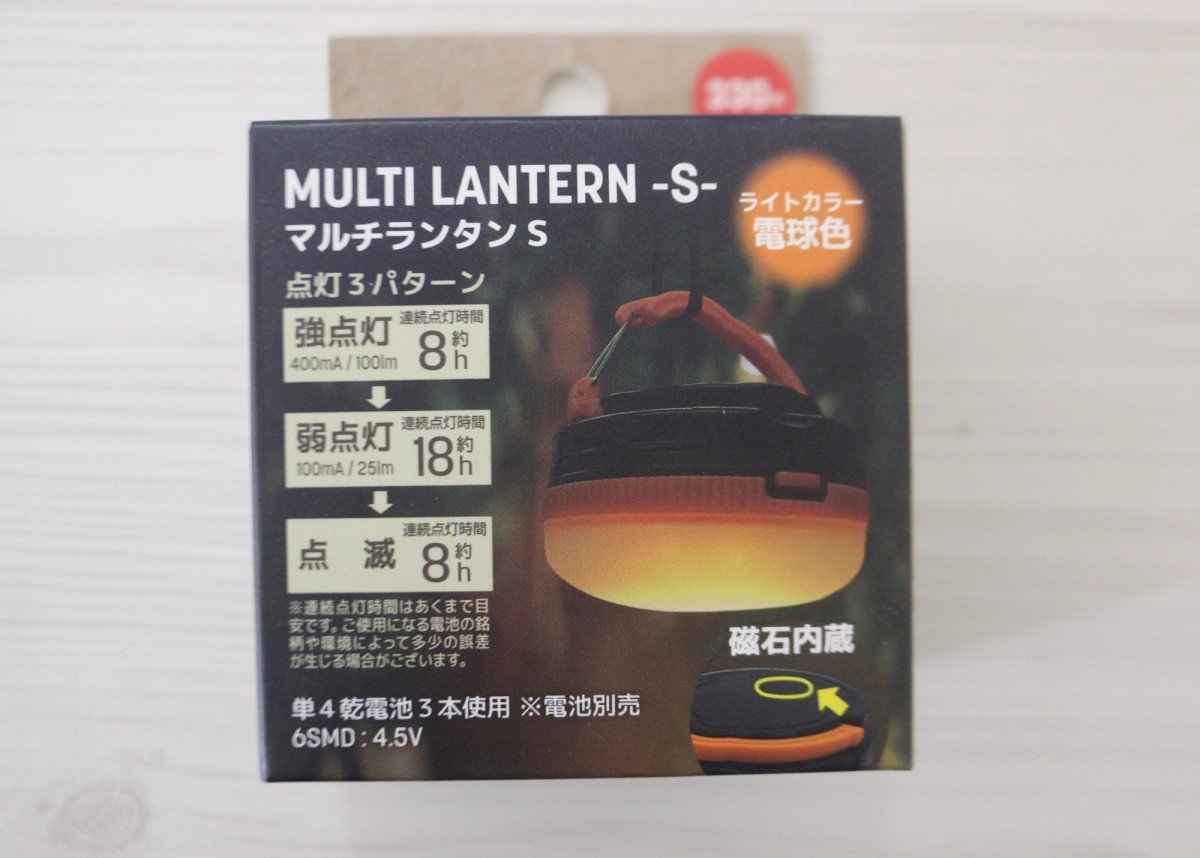 330
MULTI LANTERN -S-
マルチランタン S
ライトカラー
電球色
点灯３パターン
強点灯
400mA / 100lm
連続点灯時間
約8h
弱点灯
100mA / 25lm
連続点灯時間
約18h
点 滅
連続点灯時間
約8h
※連続点灯時間はあくまで目
安です。ご使用になる電池の銘
柄や環境によって多少の誤差
が生じる場合がございます。
磁石内蔵
単４乾電池３本使用 ※電池別売
6SMD : 4.5V